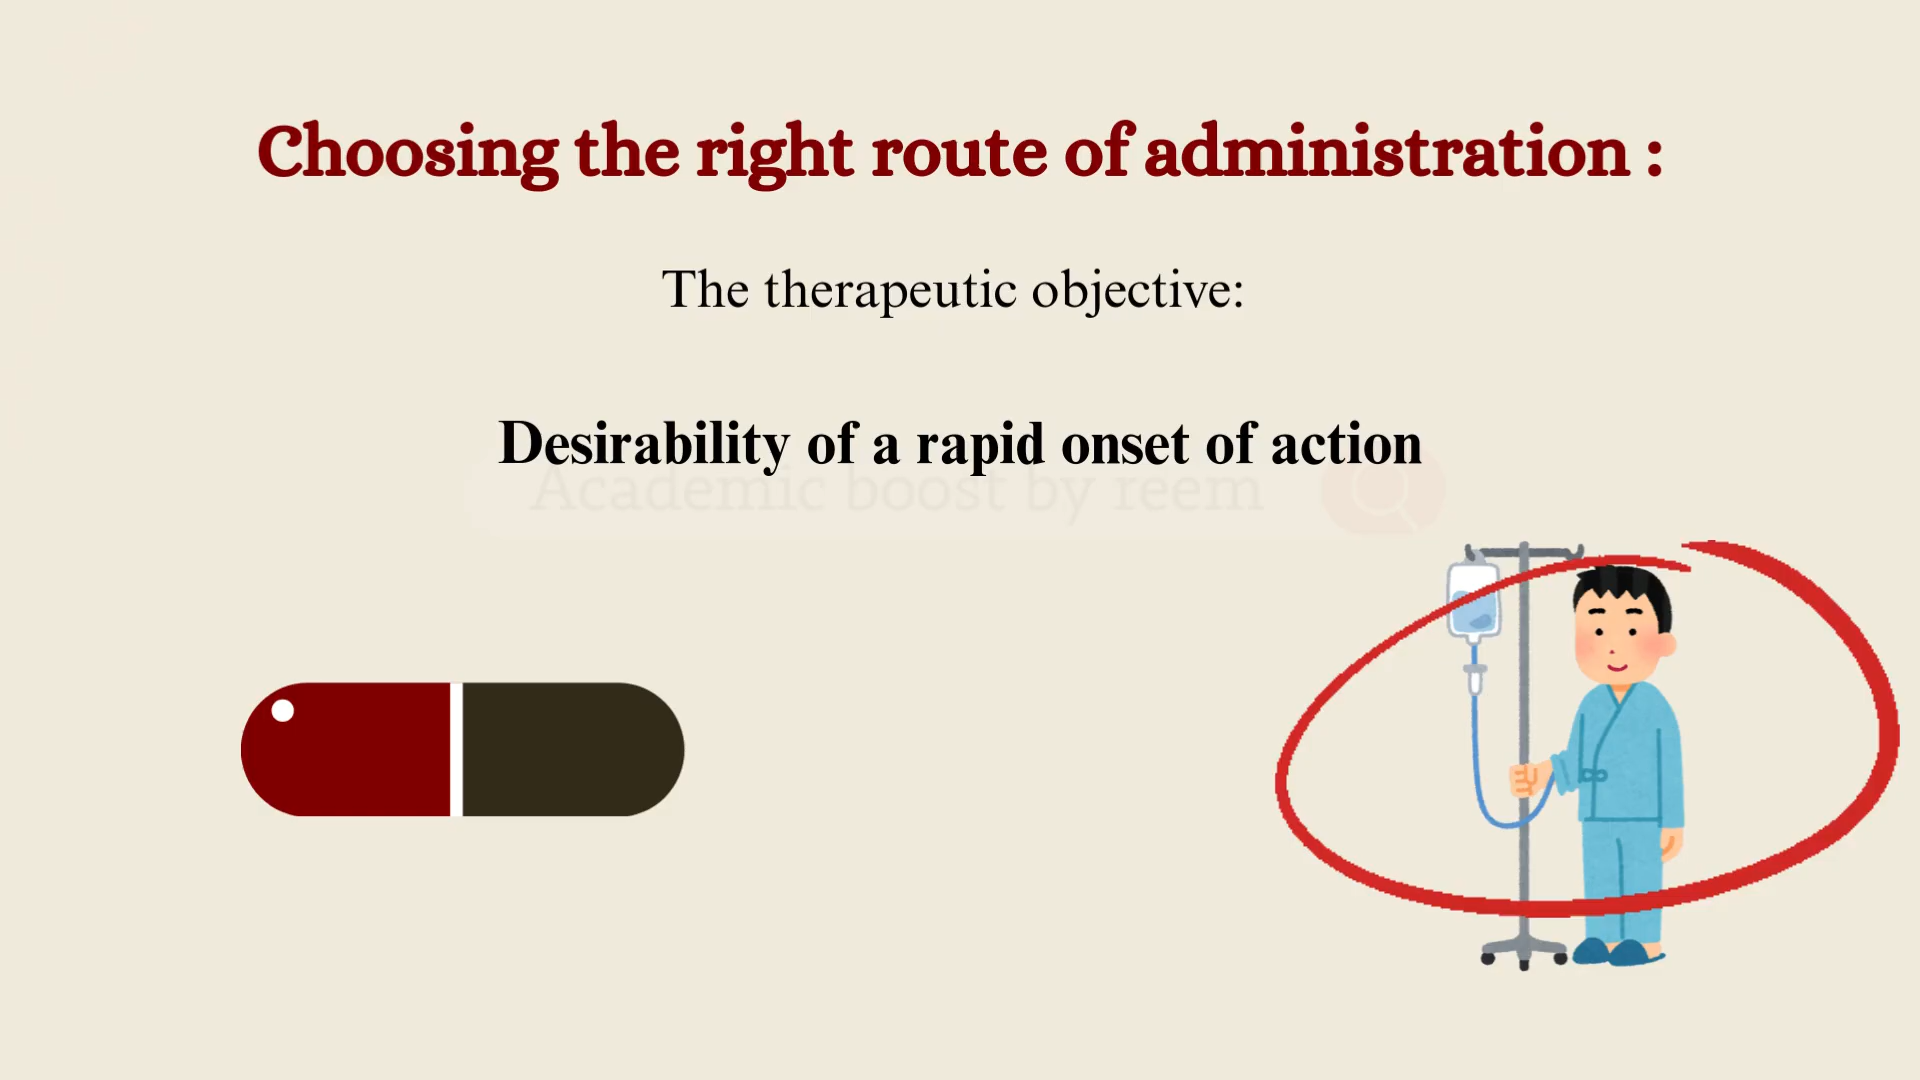 Choosing the right route of administration :
The therapeutic objective:
Desirability of a rapid onset of action
Academic boost by reem